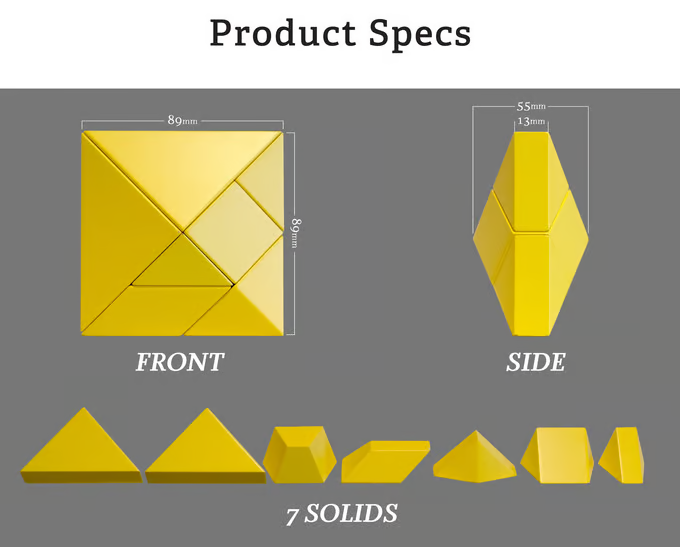 Product Specs
89mm
89mm
FRONT
55mm
13mm
SIDE
7 SOLIDS